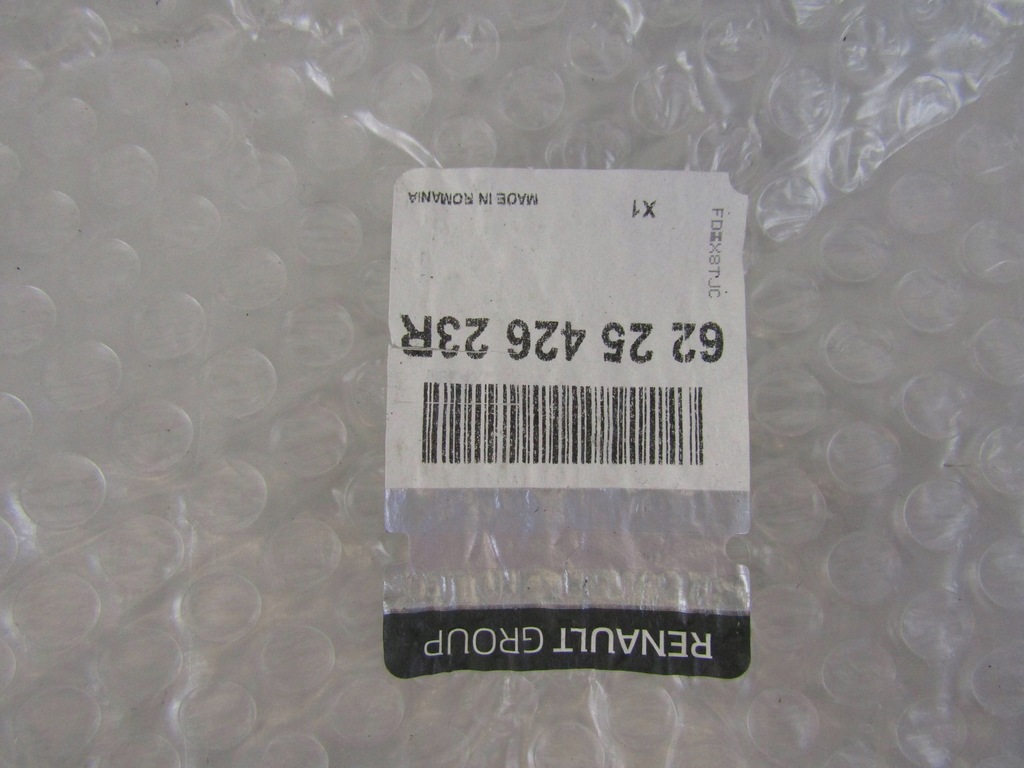 RENAULT GROUP
62 25 426 23R
X1
MADE IN ROMANIA